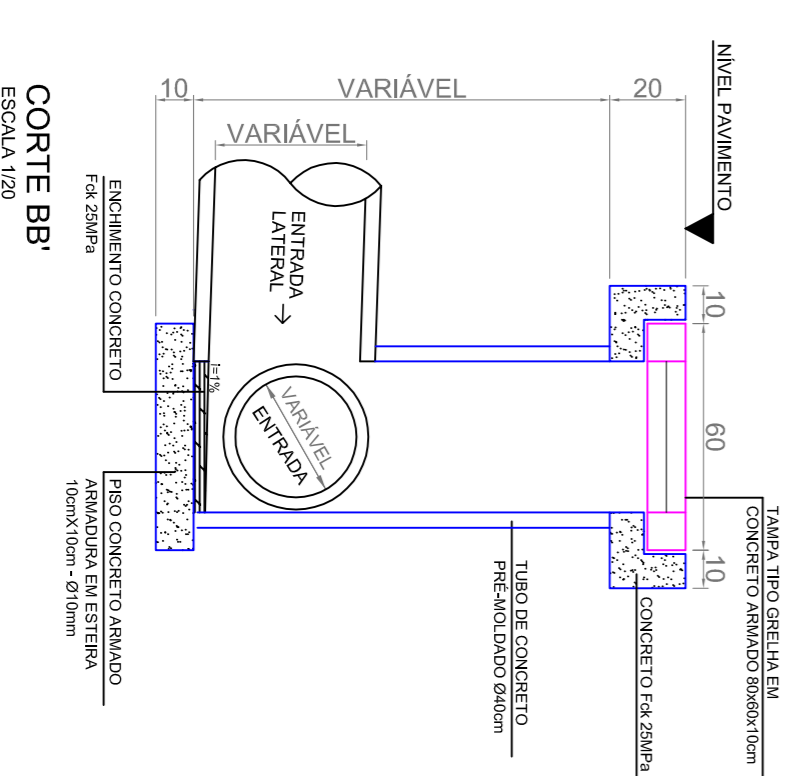 NÍVEL PAVIMENTO
10
60
10
TAMPA TIPO GRELHA EM
CONCRETO ARMADO 80x60x10cm
20
CONCRETO Fck 25MPa
VARIÁVEL
VARIÁVEL
TUBO DE CONCRETO
PRÉ-MOLDADO Ø40cm
ENTRADA
LATERAL
VARIÁVEL
ENTRADA
i=1%
10
ENCHIMENTO CONCRETO
Fck 25MPa
PISO CONCRETO ARMADO
ARMADURA EM ESTEIRA
10cmX10cm - Ø10mm
CORTE BB'
ESCALA 1/20